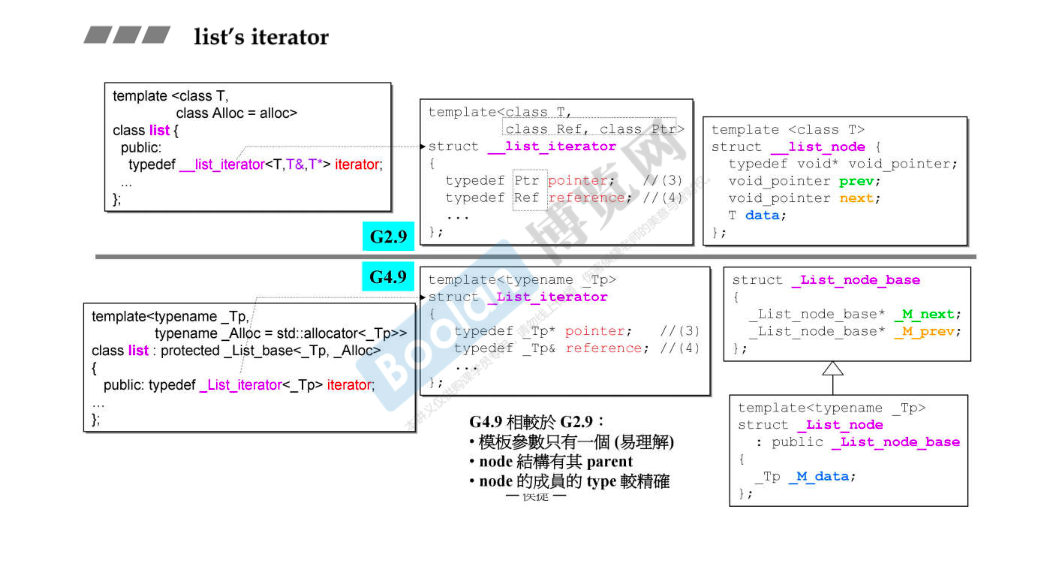 list's iterator
template <class T,
class Alloc = alloc>
class list {
public:
typedef __list_iterator<T,T&,T*> iterator;
...
};
template<class T,
class Ref, class Ptr>
struct __list_iterator
{
typedef Ptr pointer; //(3)
typedef Ref reference; //(4)
...
};
template <class T>
struct __list_node {
typedef void* void_pointer;
void_pointer prev;
void_pointer next;
T data;
};
G2.9
G4.9
template<typename _Tp,
typename _Alloc = std::allocator<_Tp>>
class list : protected _List_base<_Tp, _Alloc>
{
public: typedef _List_iterator<_Tp> iterator;
...
};
template<typename _Tp>
struct _List_iterator
{
typedef _Tp* pointer; //(3)
typedef _Tp& reference; //(4)
...
};
struct _List_node_base
{
_List_node_base* _M_next;
_List_node_base* _M_prev;
};
template<typename _Tp>
struct _List_node
: public _List_node_base
{
_Tp _M_data;
};
G4.9 相較於 G2.9：
• 模板參數只有一個 (易理解)
• node 結構有其 parent
• node 的成員的 type 較精確
— 侯捷 —
Boolan
博览网